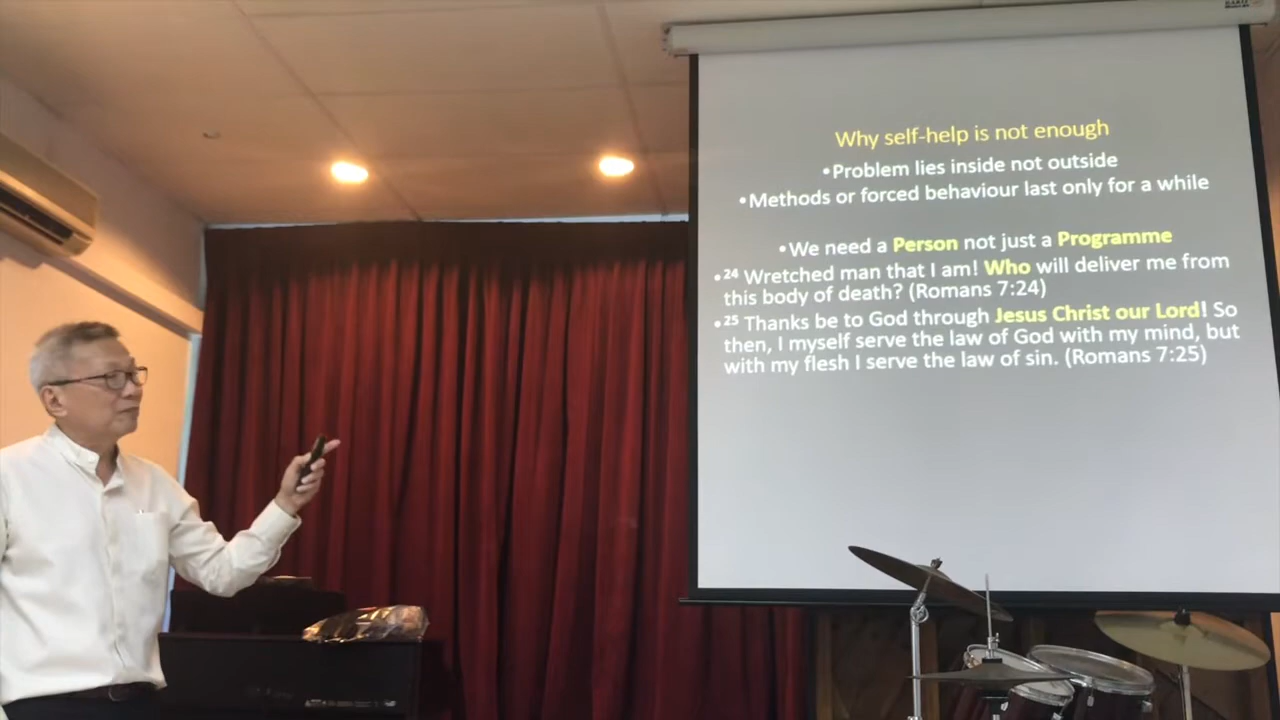 Why self-help is not enough
•Problem lies inside not outside
•Methods or forced behaviour last only for a while
•We need a Person not just a Programme
•24 Wretched man that I am! Who will deliver me from
this body of death? (Romans 7:24)
•25 Thanks be to God through Jesus Christ our Lord! So
then, I myself serve the law of God with my mind, but
with my flesh I serve the law of sin. (Romans 7:25)